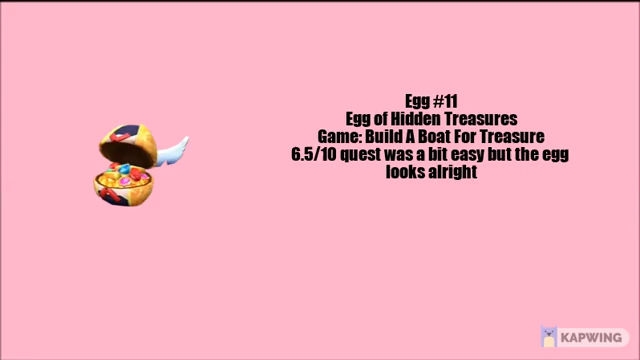 Egg #11
Egg of Hidden Treasures
Game: Build A Boat For Treasure
6.5/10 quest was a bit easy but the egg
looks alright
KAPWING